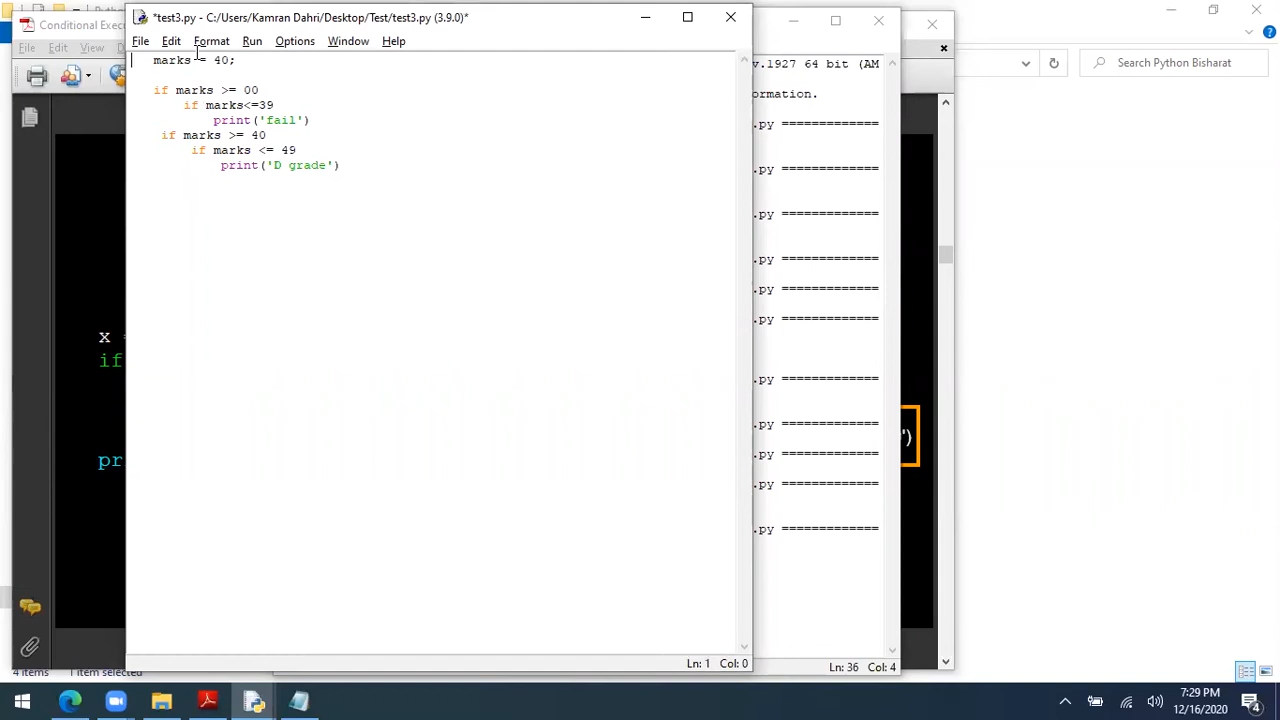 Conditional Execu
*test3.py - C:/Users/Kamran Dahri/Desktop/Test/test3.py (3.9.0)*
File Edit View
File Edit Format Run Options Window Help
marks = 40;
if marks >= 00
if marks<=39
print('fail')
if marks >= 40
if marks <= 49
print('D grade')
v.1927 64 bit (AM
ormation.
.py =============
.py =============
.py =============
.py =============
.py =============
.py =============
.py =============
.py =============
.py =============
.py =============
.py =============
Search Python Bisharat
x =
if
')
pr
Ln: 1 Col: 0
Ln: 36 Col: 4
4 items 1 item selected
7:29 PM
12/16/2020
4